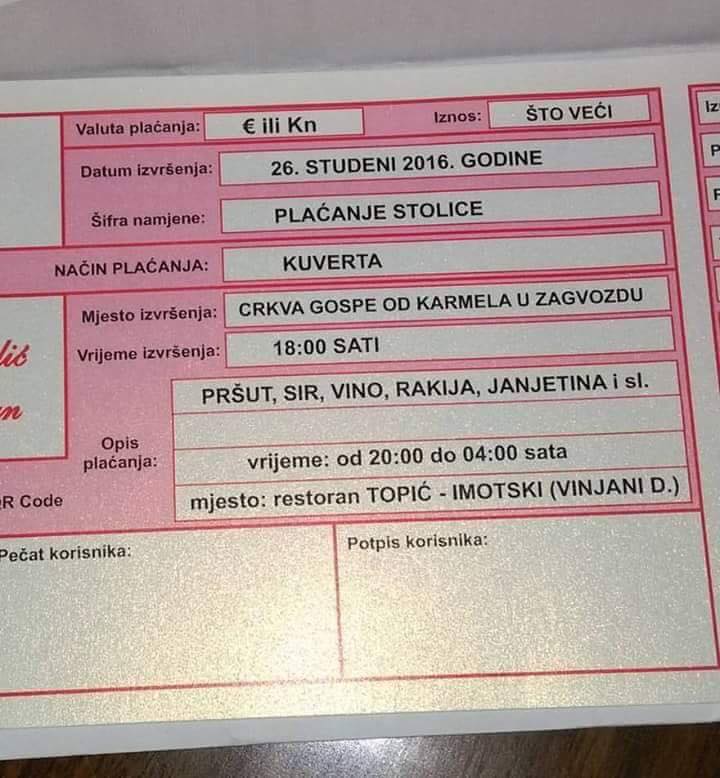 Valuta plaćanja: € ili Kn Iznos: ŠTO VEĆI
Datum izvršenja: 26. STUDENI 2016. GODINE
Šifra namjene: PLAĆANJE STOLICE
NAČIN PLAĆANJA: KUVERTA
Mjesto izvršenja: CRKVA GOSPE OD KARMELA U ZAGVOZDU
Vrijeme izvršenja: 18:00 SATI
PRŠUT, SIR, VINO, RAKIJA, JANJETINA i sl.
Opis plaćanja:
vrijeme: od 20:00 do 04:00 sata
mjesto: restoran TOPIĆ - IMOTSKI (VINJANI D.)
R Code
Pečat korisnika: Potpis korisnika: